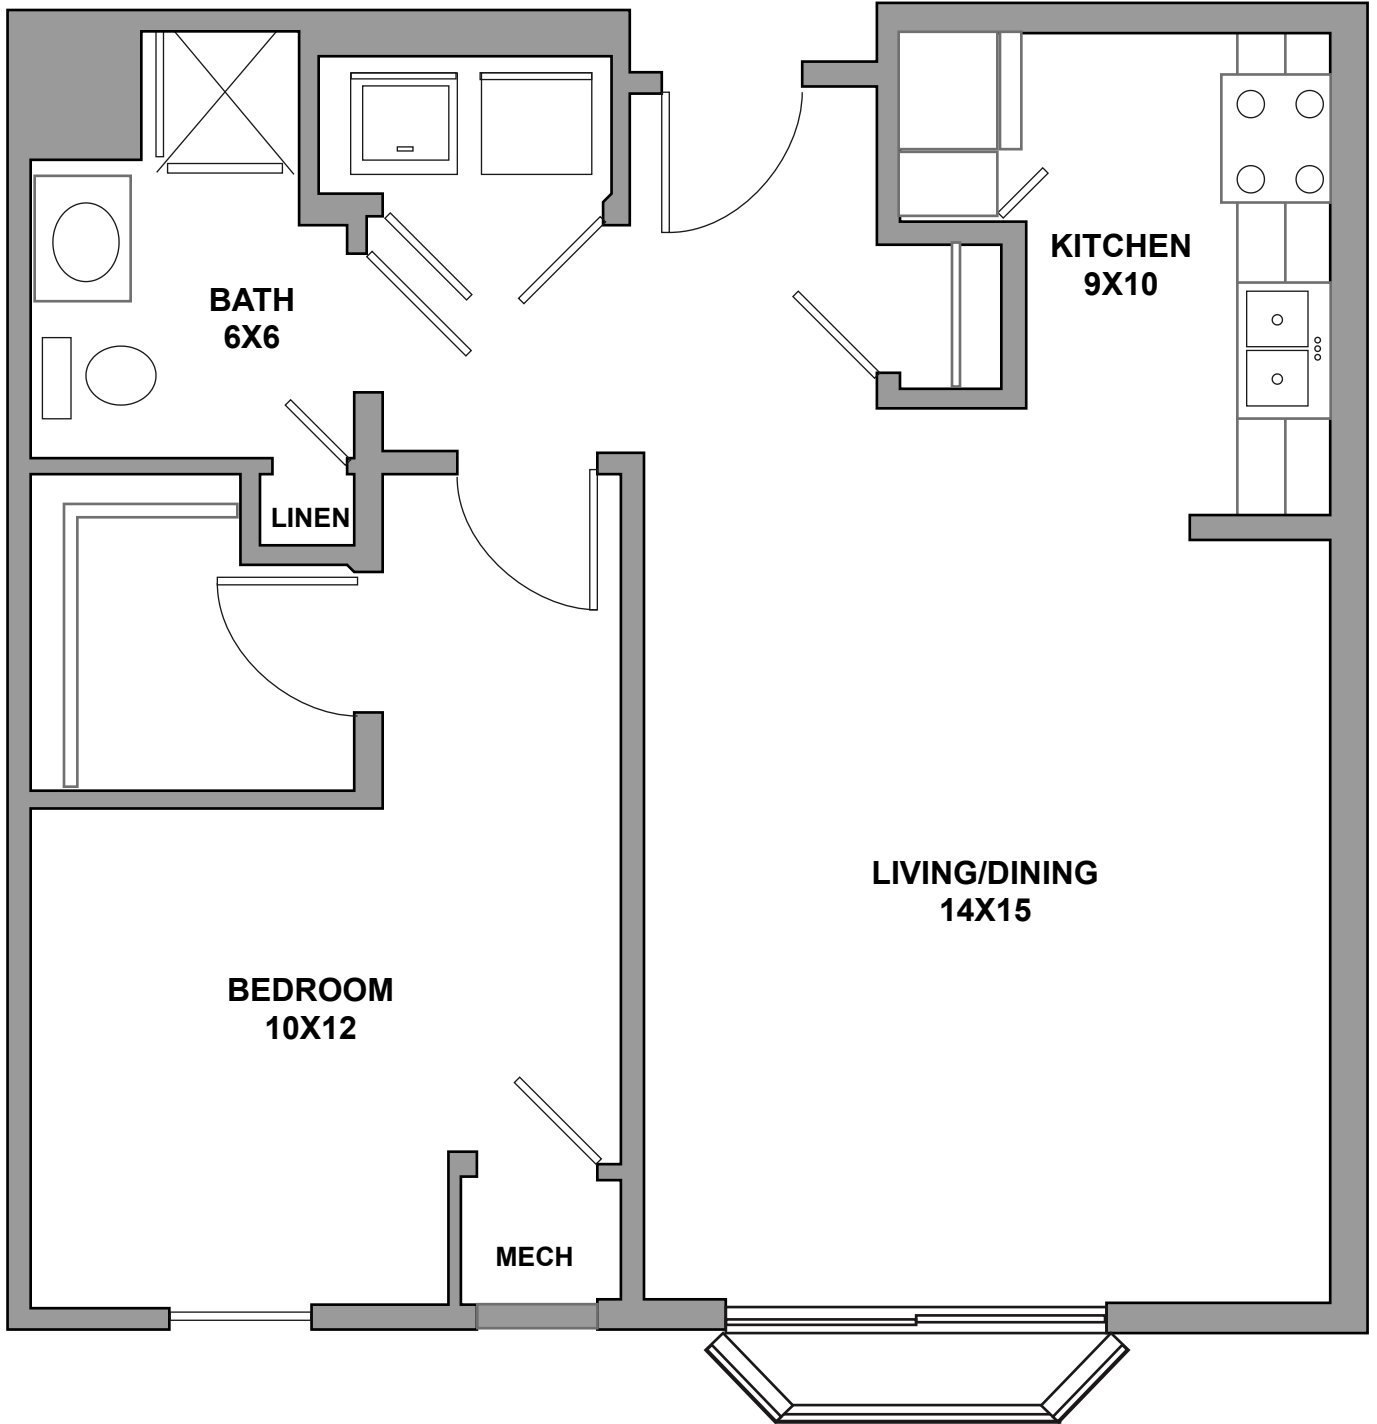 KITCHEN
9X10
BATH
6X6
LINEN
LIVING/DINING
14X15
BEDROOM
10X12
MECH